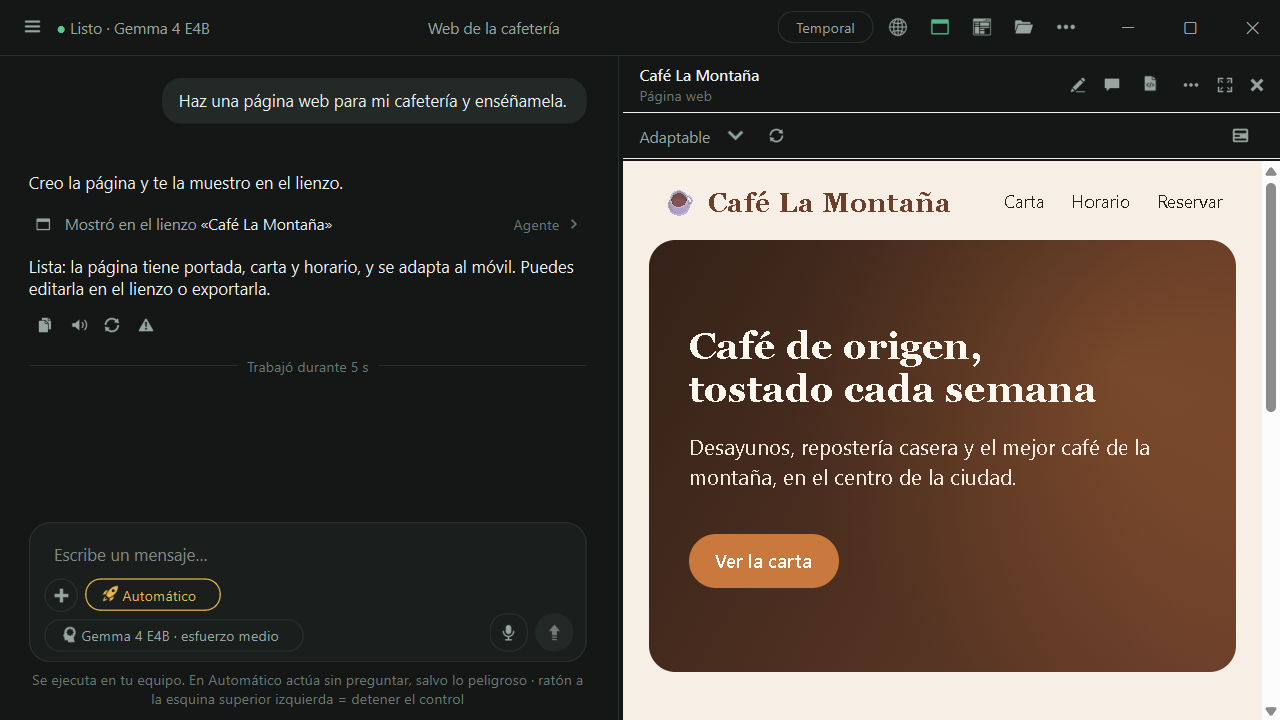 Listo · Gemma 4 E4B
Web de la cafetería
Temporal
Haz una página web para mi cafetería y enséñamela.
Creo la página y te la muestro en el lienzo.
Mostró en el lienzo «Café La Montaña»
Agente
Lista: la página tiene portada, carta y horario, y se adapta al móvil. Puedes
editarla en el lienzo o exportarla.
Trabajó durante 5 s
Escribe un mensaje...
Automático
Gemma 4 E4B · esfuerzo medio
Se ejecuta en tu equipo. En Automático actúa sin preguntar, salvo lo peligroso · ratón a
la esquina superior izquierda = detener el control
Café La Montaña
Página web
Adaptable
Café La Montaña
Carta
Horario
Reservar
Café de origen,
tostado cada semana
Desayunos, repostería casera y el mejor café de la
montaña, en el centro de la ciudad.
Ver la carta